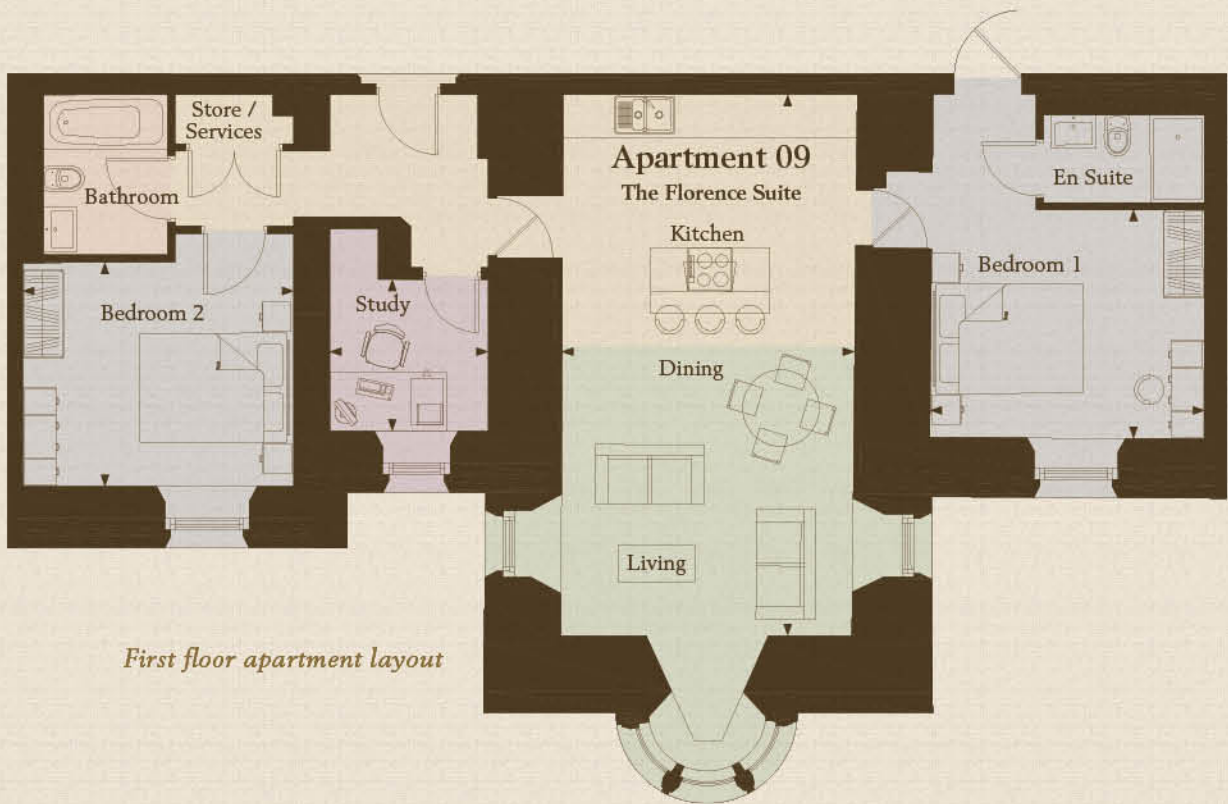 Store /
Services
Bathroom
Apartment 09
The Florence Suite
Kitchen
En Suite
Bedroom 1
Bedroom 2
Study
Dining
Living
First floor apartment layout